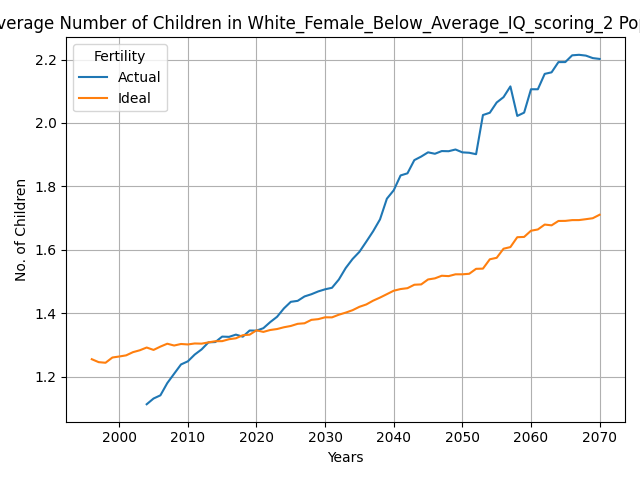 verage Number of Children in White_Female_Below_Average_IQ_scoring_2 Pop
Fertility
Actual
Ideal
No. of Children
2.2
2.0
1.8
1.6
1.4
1.2
2000 2010 2020 2030 2040 2050 2060 2070
Years